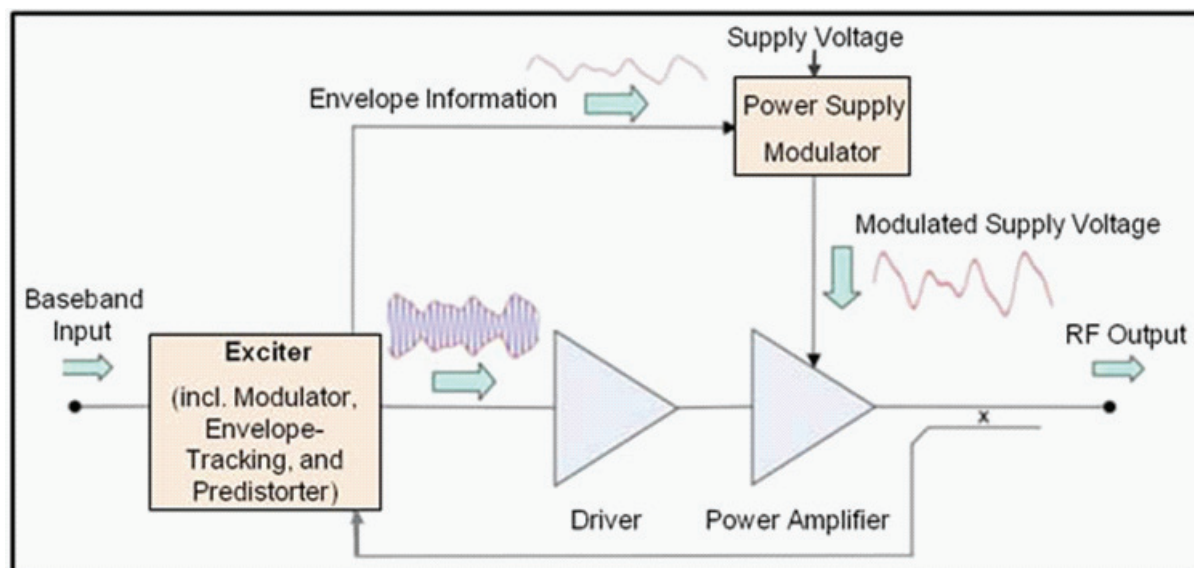 Supply Voltage
Envelope Information
Power Supply
Modulator
Modulated Supply Voltage
Baseband
Input
RF Output
Exciter
(incl. Modulator,
Envelope-
Tracking, and
Predistorter)
x
Driver
Power Amplifier